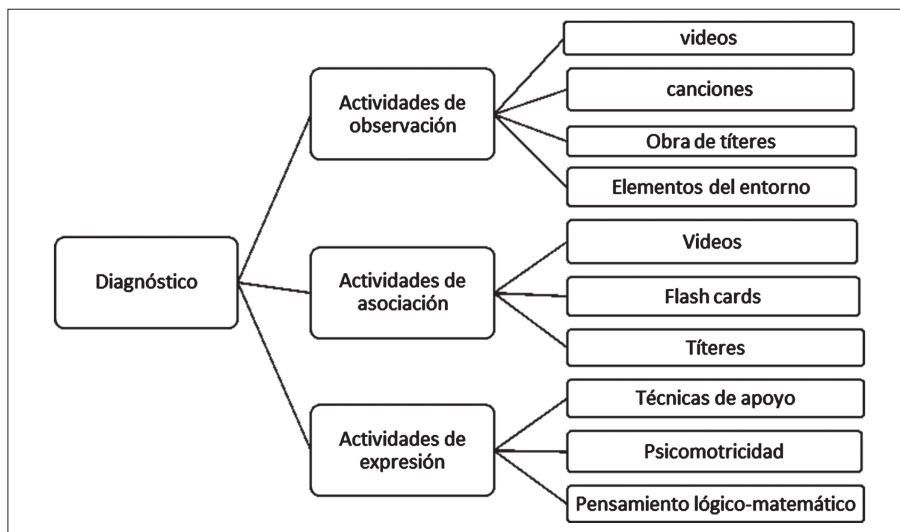 Diagnóstico
Actividades de
observación
videos
canciones
Obra de títeres
Elementos del entorno
Actividades de
asociación
Videos
Flash cards
Títeres
Actividades de
expresión
Técnicas de apoyo
Psicomotricidad
Pensamiento lógico-matemático